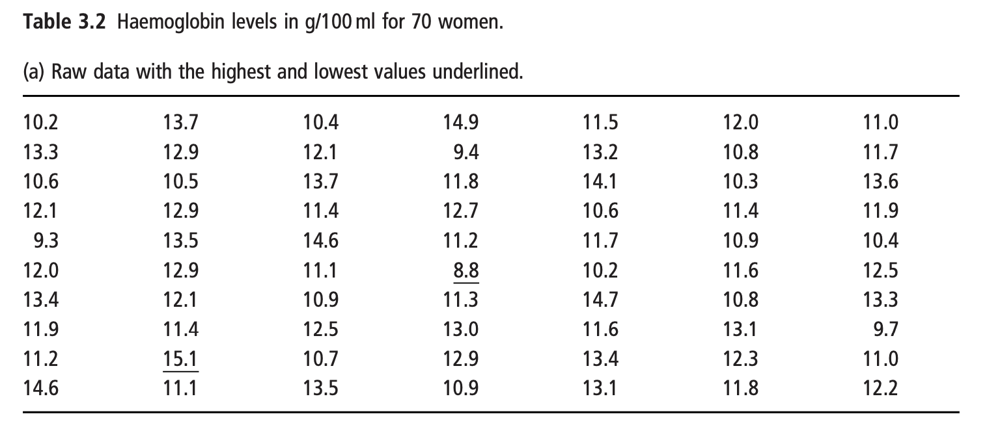 Table 3.2 Haemoglobin levels in g/100 ml for 70 women.
(a) Raw data with the highest and lowest values underlined.
10.2 13.7 10.4 14.9 11.5 12.0 11.0
13.3 12.9 12.1 9.4 13.2 10.8 11.7
10.6 10.5 13.7 11.8 14.1 10.3 13.6
12.1 12.9 11.4 12.7 10.6 11.4 11.9
9.3 13.5 14.6 11.2 11.7 10.9 10.4
12.0 12.9 11.1 8.8 10.2 11.6 12.5
13.4 12.1 10.9 11.3 14.7 10.8 13.3
11.9 11.4 12.5 13.0 11.6 13.1 9.7
11.2 15.1 10.7 12.9 13.4 12.3 11.0
14.6 11.1 13.5 10.9 13.1 11.8 12.2